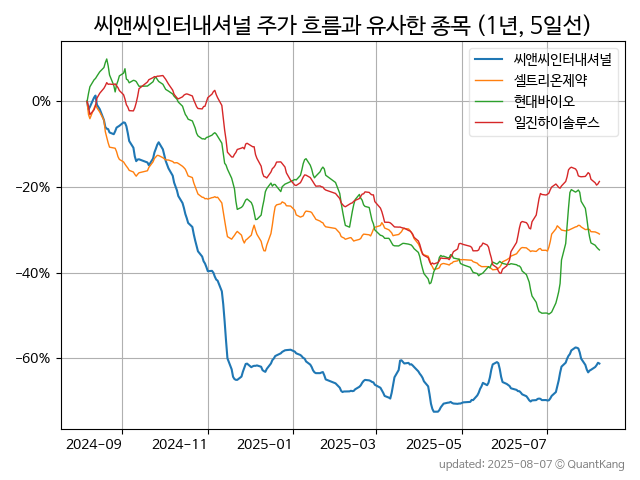 씨앤씨인터내셔널 주가 흐름과 유사한 종목 (1년, 5일선)
씨앤씨인터내셔널
셀트리온제약
현대바이오
일진하이솔루스
0%
−20%
−40%
−60%
2024-09 2024-11 2025-01 2025-03 2025-05 2025-07
updated: 2025-08-07 © QuantKang